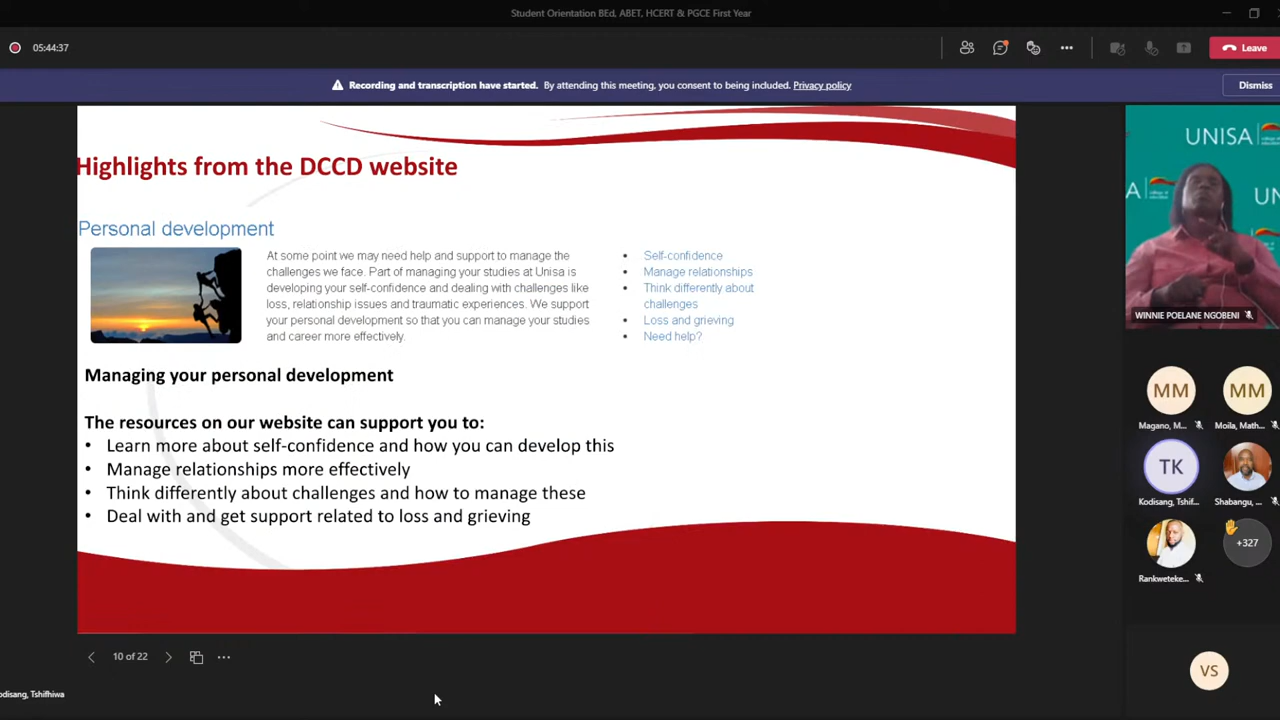 Student Orientation BEd, ABET, HCERT & PGCE First Year
05:44:37
Leave
Recording and transcription have started. By attending this meeting, you consent to being included. Privacy policy
Dismiss
Highlights from the DCCD website
Personal development
At some point we may need help and support to manage the
challenges we face. Part of managing your studies at Unisa is
developing your self-confidence and dealing with challenges like
loss, relationship issues and traumatic experiences. We support
your personal development so that you can manage your studies
and career more effectively.
• Self-confidence
• Manage relationships
• Think differently about
challenges
• Loss and grieving
• Need help?
Managing your personal development
The resources on our website can support you to:
• Learn more about self-confidence and how you can develop this
• Manage relationships more effectively
• Think differently about challenges and how to manage these
• Deal with and get support related to loss and grieving
10 of 22
odisang, Tshifhiwa
UNISA
college of
education
A
UN
WINNIE POELANE NGOBENI
MM
MM
Magano, M...
Moila, Math...
TK
Kodisang, Tshif...
Shabangu, ...
+327
Rankweteke...
VS